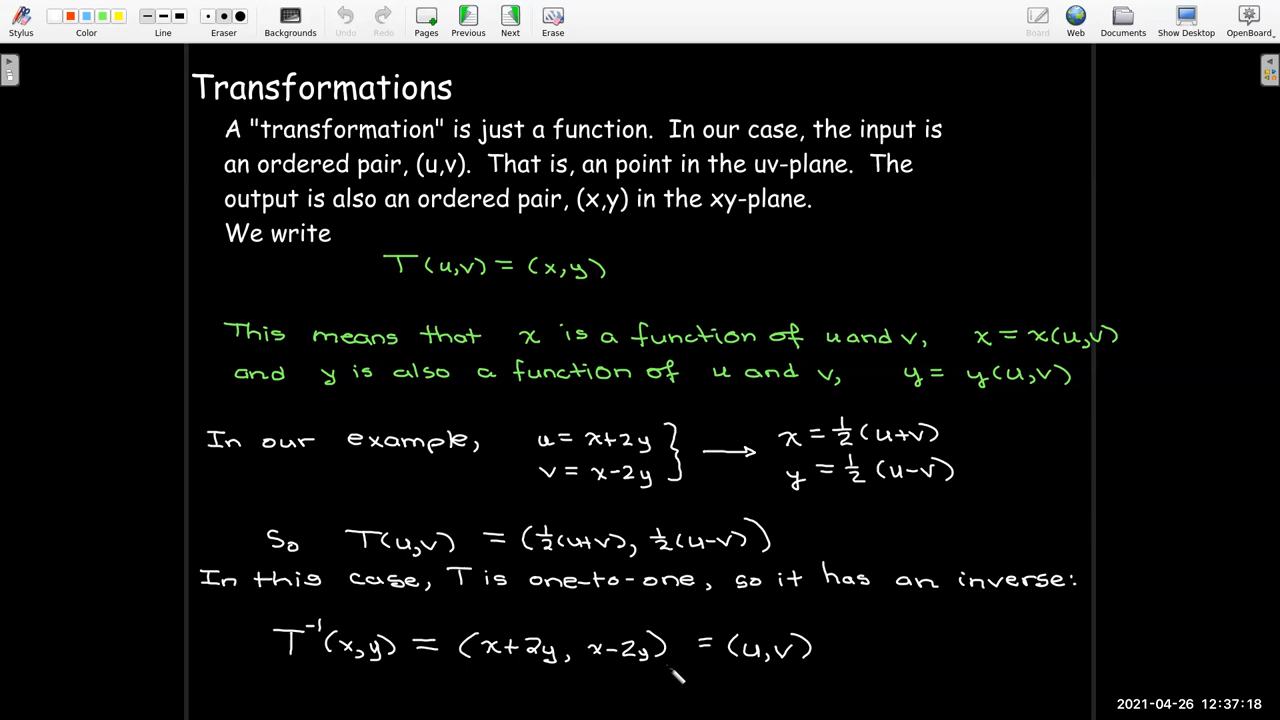 Stylus Color Line Eraser Backgrounds Undo Redo Pages Previous Next Erase Board Web Documents Show Desktop OpenBoard
Transformations
A "transformation" is just a function. In our case, the input is
an ordered pair, (u,v). That is, an point in the uv-plane. The
output is also an ordered pair, (x,y) in the xy-plane.
We write
T(u,v) = (x,y)
This means that x is a function of u and v, x = x(u,v)
and y is also a function of u and v, y = y(u,v)
In our example, u = x+2y } → x = ½(u+v)
v = x-2y y = ½(u-v)
So T(u,v) = (½(u+v), ½(u-v))
In this case, T is one-to-one, so it has an inverse:
T⁻¹(x,y) = (x+2y, x-2y) = (u,v)
2021-04-26 12:37:18